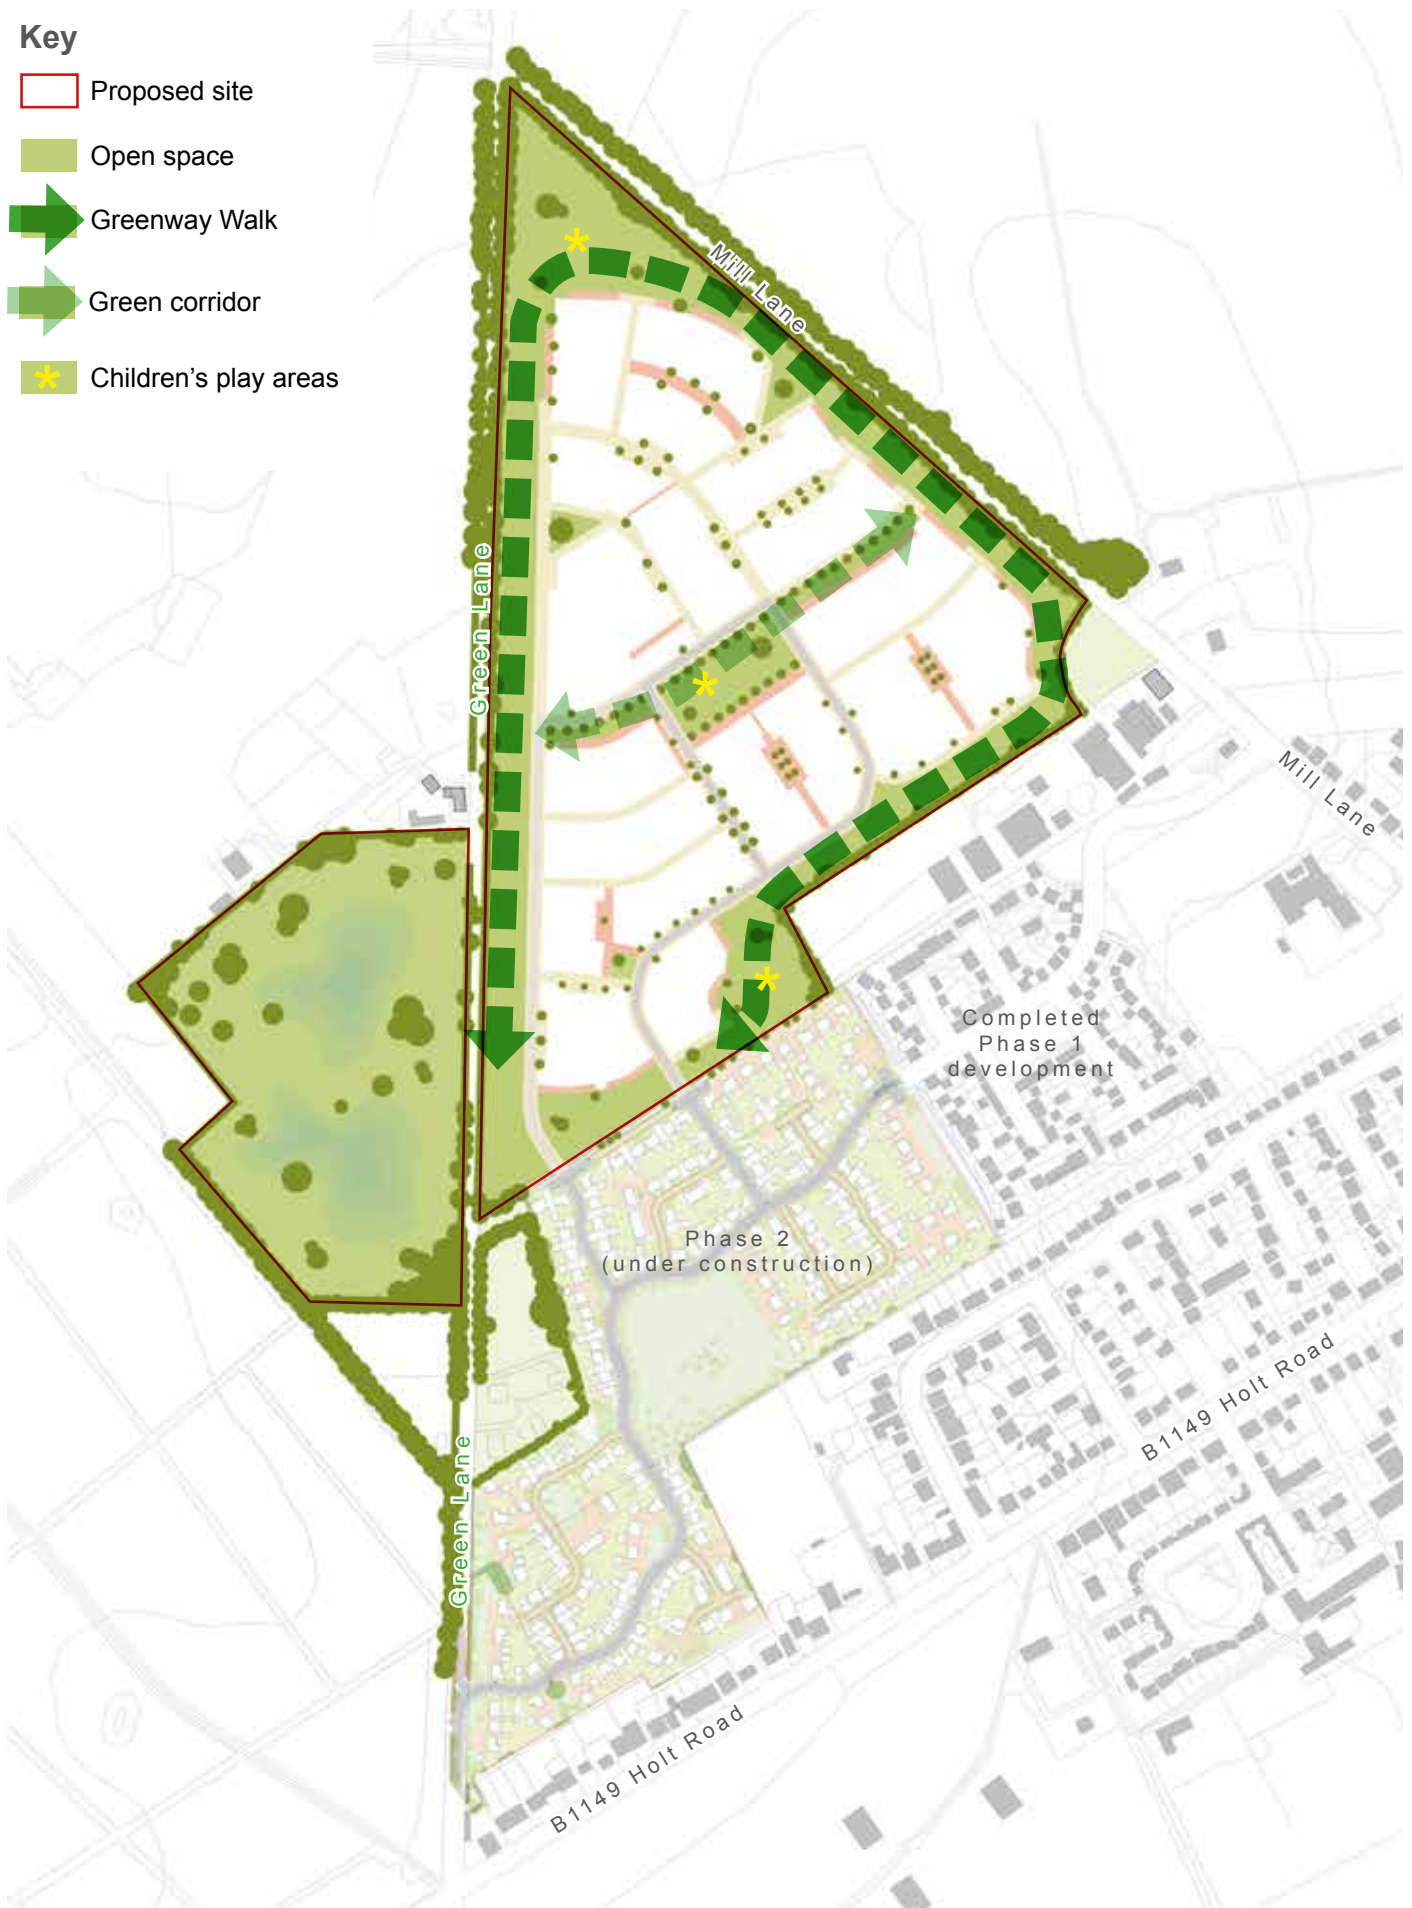 Key
Proposed site
Open space
Greenway Walk
Green corridor
Children's play areas
Mill Lane
Green Lane
Mill Lane
Completed
Phase 1
development
Phase 2
(under construction)
B1149 Holt Road
Green Lane
B1149 Holt Road